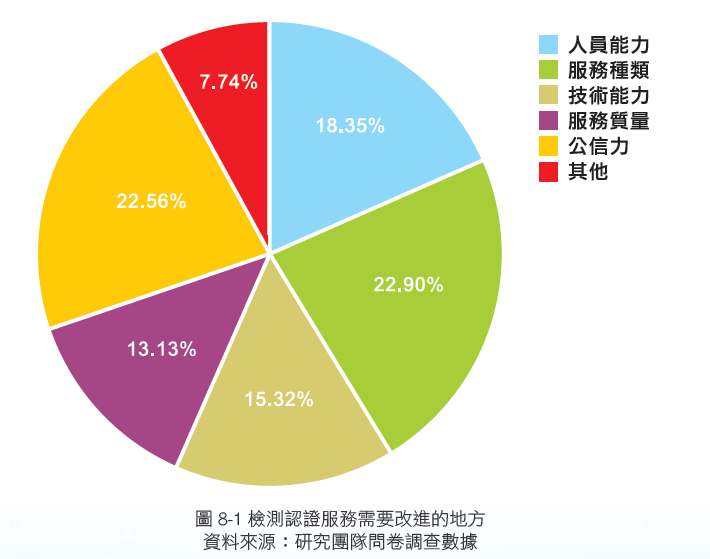 人員能力
服務種類
技術能力
服務質量
公信力
其他
7.74%
18.35%
22.56%
22.90%
13.13%
15.32%
圖 8-1 檢測認證服務需要改進的地方
資料來源：研究團隊問卷調查數據